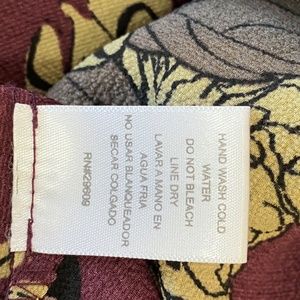 HAND WASH COLD
WATER
DO NOT BLEACH
LINE DRY
LAVAR A MANO EN
AGUA FRIA
NO USAR BLANQUEADOR
SECAR COLGADO
RN#29809